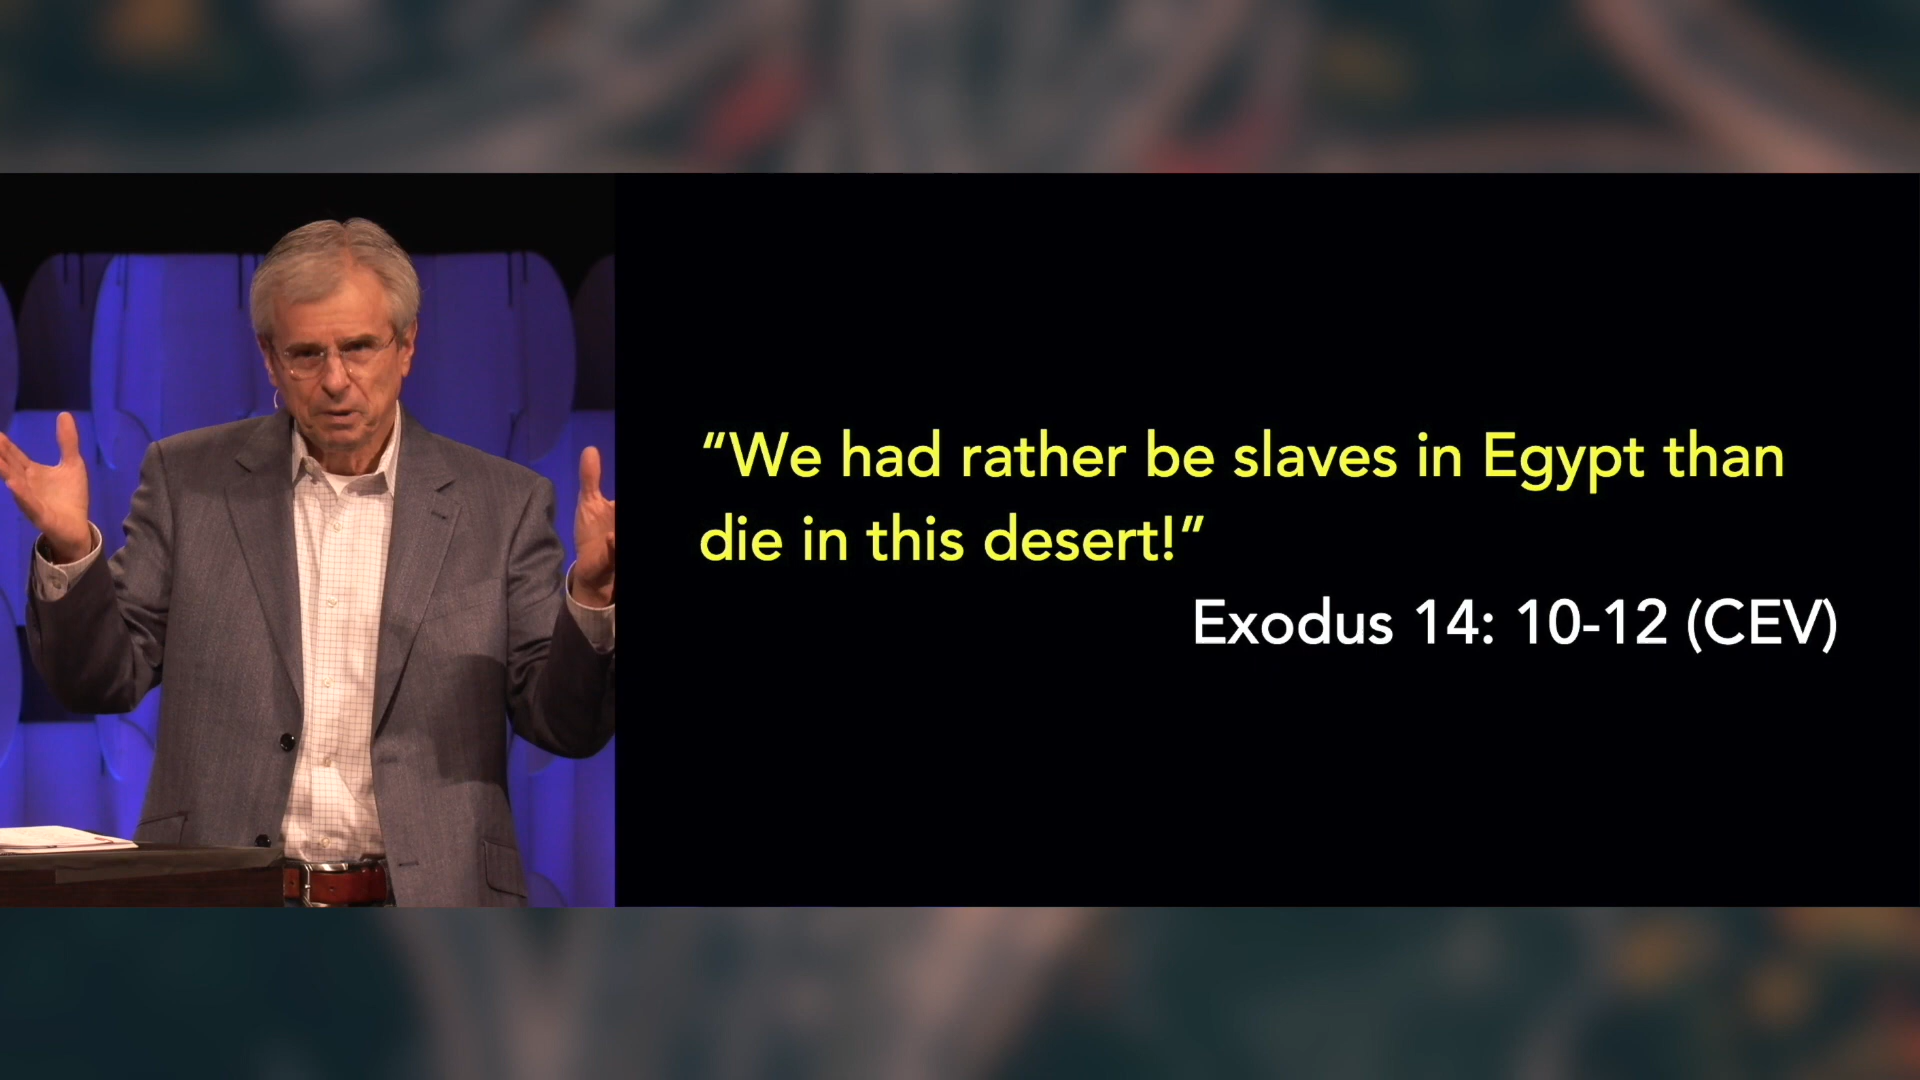 “We had rather be slaves in Egypt than
die in this desert!”
Exodus 14: 10-12 (CEV)